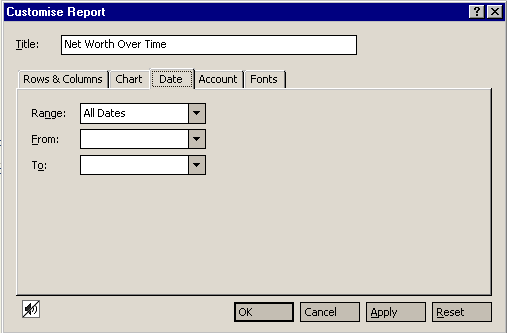 Customise Report
Title: Net Worth Over Time
Rows & Columns Chart Date Account Fonts
Range: All Dates
From:
To:
OK Cancel Apply Reset